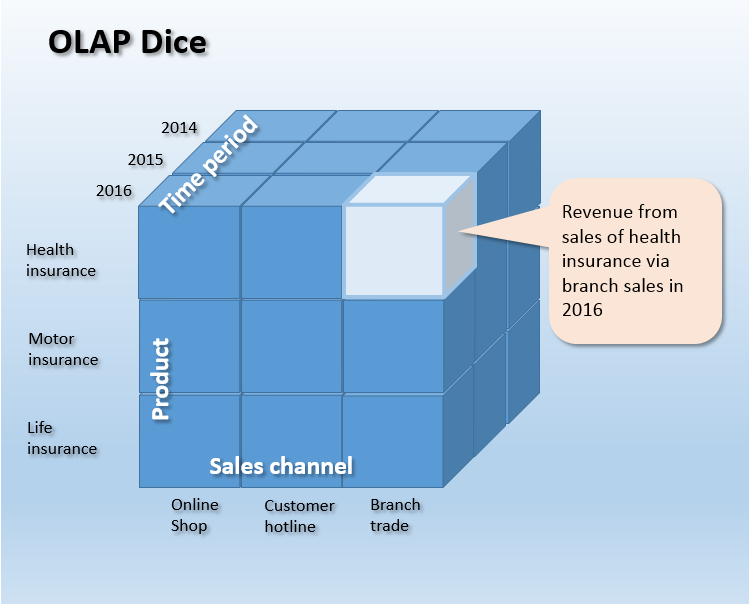 OLAP Dice
2014
2015
2016
Time period
Health
insurance
Motor
insurance
Life
insurance
Product
Sales channel
Online
Shop
Customer
hotline
Branch
trade
Revenue from
sales of health
insurance via
branch sales in
2016